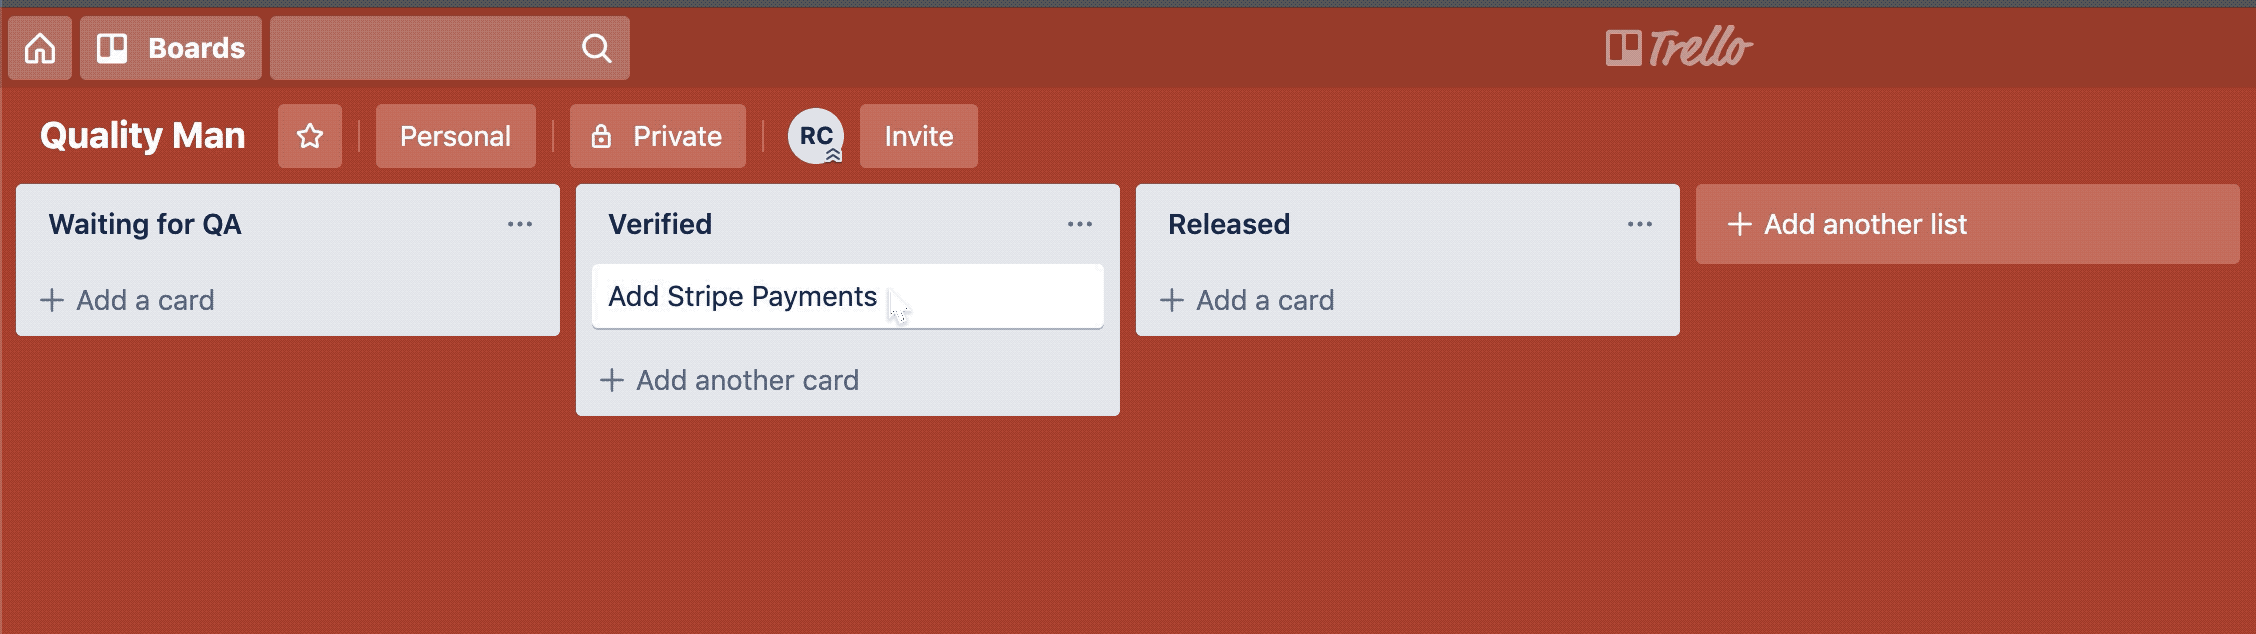 Boards
Trello
Quality Man
Personal
Private
RC
Invite
Waiting for QA
Add a card
Verified
Add Stripe Payments
Add another card
Released
Add a card
Add another list